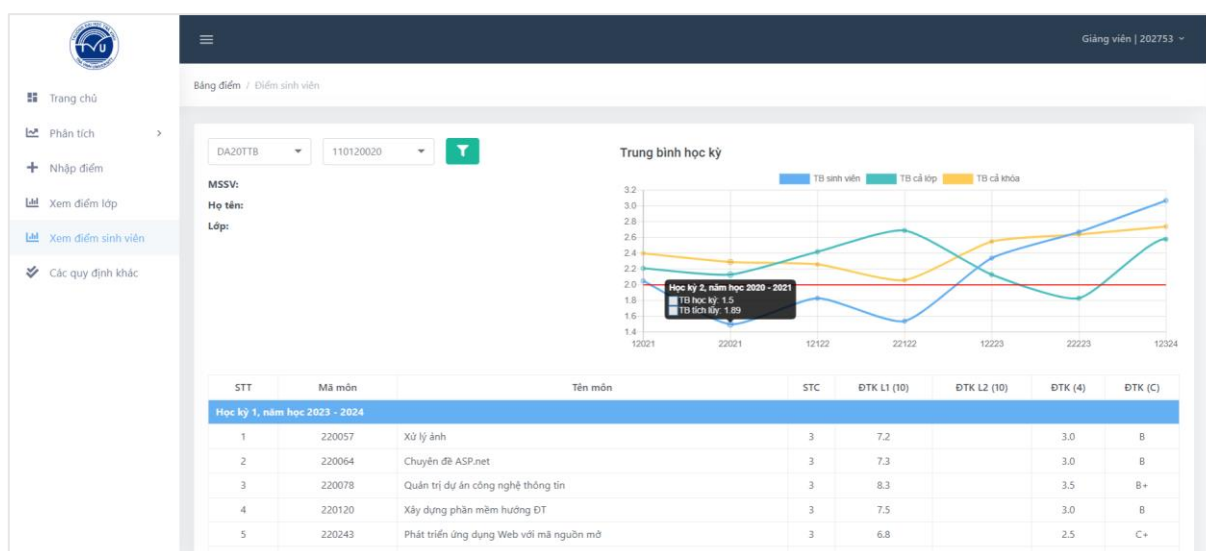 TVU
Giảng viên | 202753
Bảng điểm / Điểm sinh viên
Trang chủ
Phân tích
Nhập điểm
Xem điểm lớp
Xem điểm sinh viên
Các quy định khác
DA20TTB 110120020
MSSV:
Họ tên:
Lớp:
Trung bình học kỳ
TB sinh viên TB cả lớp TB cả khóa
3.2
3.0
2.8
2.6
2.4
2.2
2.0
1.8
1.6
1.4
Học kỳ 2, năm học 2020 - 2021
TB học kỳ: 1.5
TB tích lũy: 1.89
12021 22021 12122 22122 12223 22223 12324
STT Mã môn Tên môn STC ĐTK L1 (10) ĐTK L2 (10) ĐTK (4) ĐTK (C)
Học kỳ 1, năm học 2023 - 2024
1 220057 Xử lý ảnh 3 7.2 3.0 B
2 220064 Chuyên đề ASP.net 3 7.3 3.0 B
3 220078 Quản trị dự án công nghệ thông tin 3 8.3 3.5 B+
4 220120 Xây dựng phần mềm hướng ĐT 3 7.5 3.0 B
5 220243 Phát triển ứng dụng Web với mã nguồn mở 3 6.8 2.5 C+